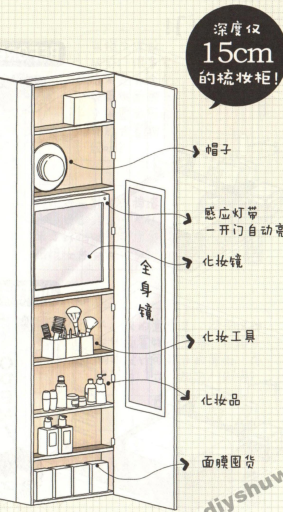 深度仅
15cm
的梳妆柜！
帽子
感应灯带
一开门自动亮
化妆镜
全身镜
化妆工具
化妆品
面膜囤货
diyshuw